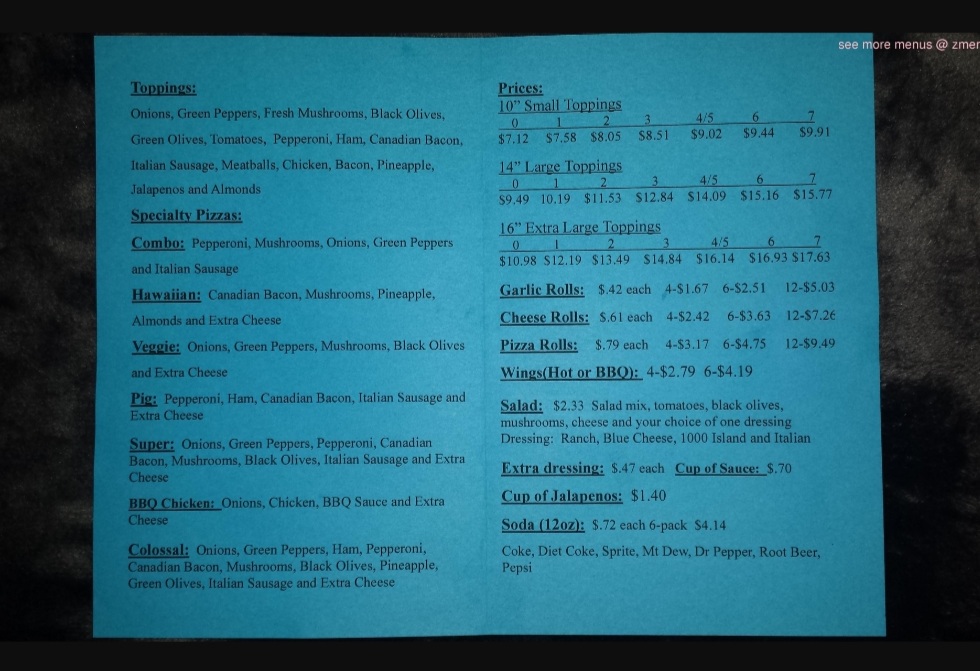 see more menus @ zmen
Toppings:
Onions, Green Peppers, Fresh Mushrooms, Black Olives,
Green Olives, Tomatoes, Pepperoni, Ham, Canadian Bacon,
Italian Sausage, Meatballs, Chicken, Bacon, Pineapple,
Jalapenos and Almonds
Specialty Pizzas:
Combo: Pepperoni, Mushrooms, Onions, Green Peppers
and Italian Sausage
Hawaiian: Canadian Bacon, Mushrooms, Pineapple,
Almonds and Extra Cheese
Veggie: Onions, Green Peppers, Mushrooms, Black Olives
and Extra Cheese
Pig: Pepperoni, Ham, Canadian Bacon, Italian Sausage and
Extra Cheese
Super: Onions, Green Peppers, Pepperoni, Canadian
Bacon, Mushrooms, Black Olives, Italian Sausage and Extra
Cheese
BBQ Chicken: Onions, Chicken, BBQ Sauce and Extra
Cheese
Colossal: Onions, Green Peppers, Ham, Pepperoni,
Canadian Bacon, Mushrooms, Black Olives, Pineapple,
Green Olives, Italian Sausage and Extra Cheese
Prices:
10” Small Toppings
0 1 2 3 4/5 6 7
$7.12 $7.58 $8.05 $8.51 $9.02 $9.44 $9.91
14” Large Toppings
0 1 2 3 4/5 6 7
$9.49 10.19 $11.53 $12.84 $14.09 $15.16 $15.77
16” Extra Large Toppings
0 1 2 3 4/5 6 7
$10.98 $12.19 $13.49 $14.84 $16.14 $16.93 $17.63
Garlic Rolls: $.42 each 4-$1.67 6-$2.51 12-$5.03
Cheese Rolls: $.61 each 4-$2.42 6-$3.63 12-$7.26
Pizza Rolls: $.79 each 4-$3.17 6-$4.75 12-$9.49
Wings(Hot or BBQ): 4-$2.79 6-$4.19
Salad: $2.33 Salad mix, tomatoes, black olives,
mushrooms, cheese and your choice of one dressing
Dressing: Ranch, Blue Cheese, 1000 Island and Italian
Extra dressing: $.47 each Cup of Sauce: $.70
Cup of Jalapenos: $1.40
Soda (12oz): $.72 each 6-pack $4.14
Coke, Diet Coke, Sprite, Mt Dew, Dr Pepper, Root Beer,
Pepsi